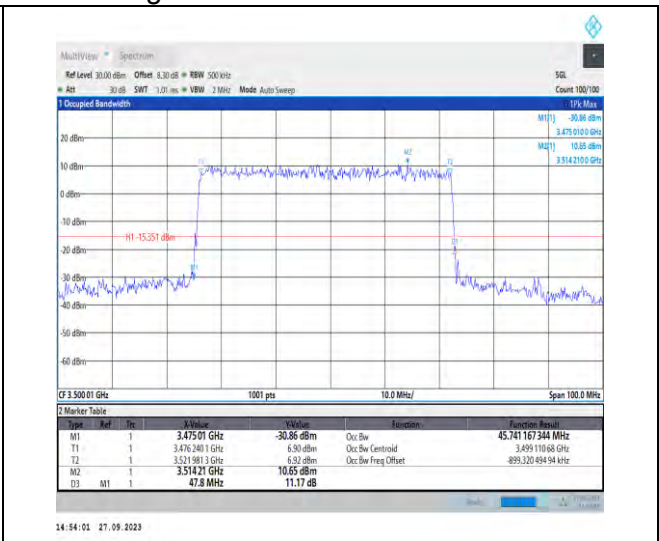 MultiView Spectrum
Ref Level 30.00 dBm Offset 8.30 dB RBW 500 kHz SGL
Att 30 dB SWT 1.01 ms VBW 2 MHz Mode Auto Sweep Count 100/100
1 Occupied Bandwidth 1Pk Max
M1[1] -30.86 dBm
3.475 010 0 GHz
M2[1] 10.65 dBm
3.514 210 0 GHz
20 dBm
M2
T1 T2
10 dBm
0 dBm
-10 dBm
H1 -15.351 dBm
-20 dBm
D3
M1
-30 dBm
-40 dBm
-50 dBm
-60 dBm
CF 3.500 01 GHz 1001 pts 10.0 MHz/ Span 100.0 MHz
2 Marker Table
Type Ref Trc X-Value Y-Value Function Function Result
M1 1 3.475 01 GHz -30.86 dBm Occ Bw 45.741 167 344 MHz
T1 1 3.476 240 1 GHz 6.90 dBm Occ Bw Centroid 3.499 110 68 GHz
T2 1 3.521 981 3 GHz 6.92 dBm Occ Bw Freq Offset -899.320 494 94 kHz
M2 1 3.514 21 GHz 10.65 dBm
D3 M1 1 47.8 MHz 11.17 dB
14:54:01 27.09.2023